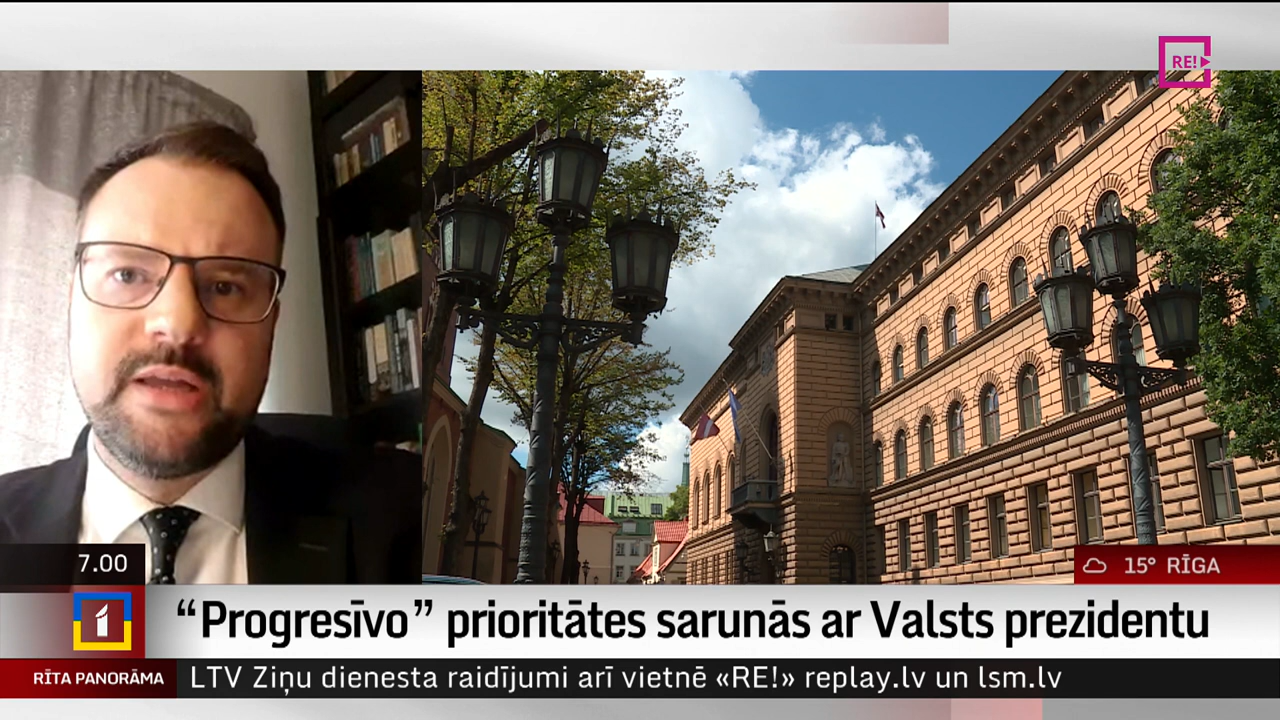 RE!
7.00
15° RĪGA
1
“Progresīvo” prioritātes sarunās ar Valsts prezidentu
RĪTA PANORĀMA
LTV Ziņu dienesta raidījumi arī vietnē «RE!» replay.lv un lsm.lv